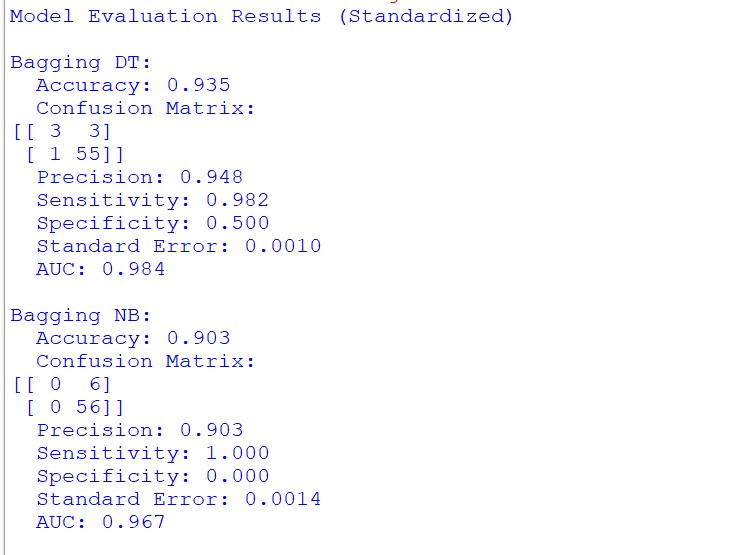 Model Evaluation Results (Standardized)
Bagging DT:
Accuracy: 0.935
Confusion Matrix:
[[ 3  3]
[ 1 55]]
Precision: 0.948
Sensitivity: 0.982
Specificity: 0.500
Standard Error: 0.0010
AUC: 0.984
Bagging NB:
Accuracy: 0.903
Confusion Matrix:
[[ 0  6]
[ 0 56]]
Precision: 0.903
Sensitivity: 1.000
Specificity: 0.000
Standard Error: 0.0014
AUC: 0.967